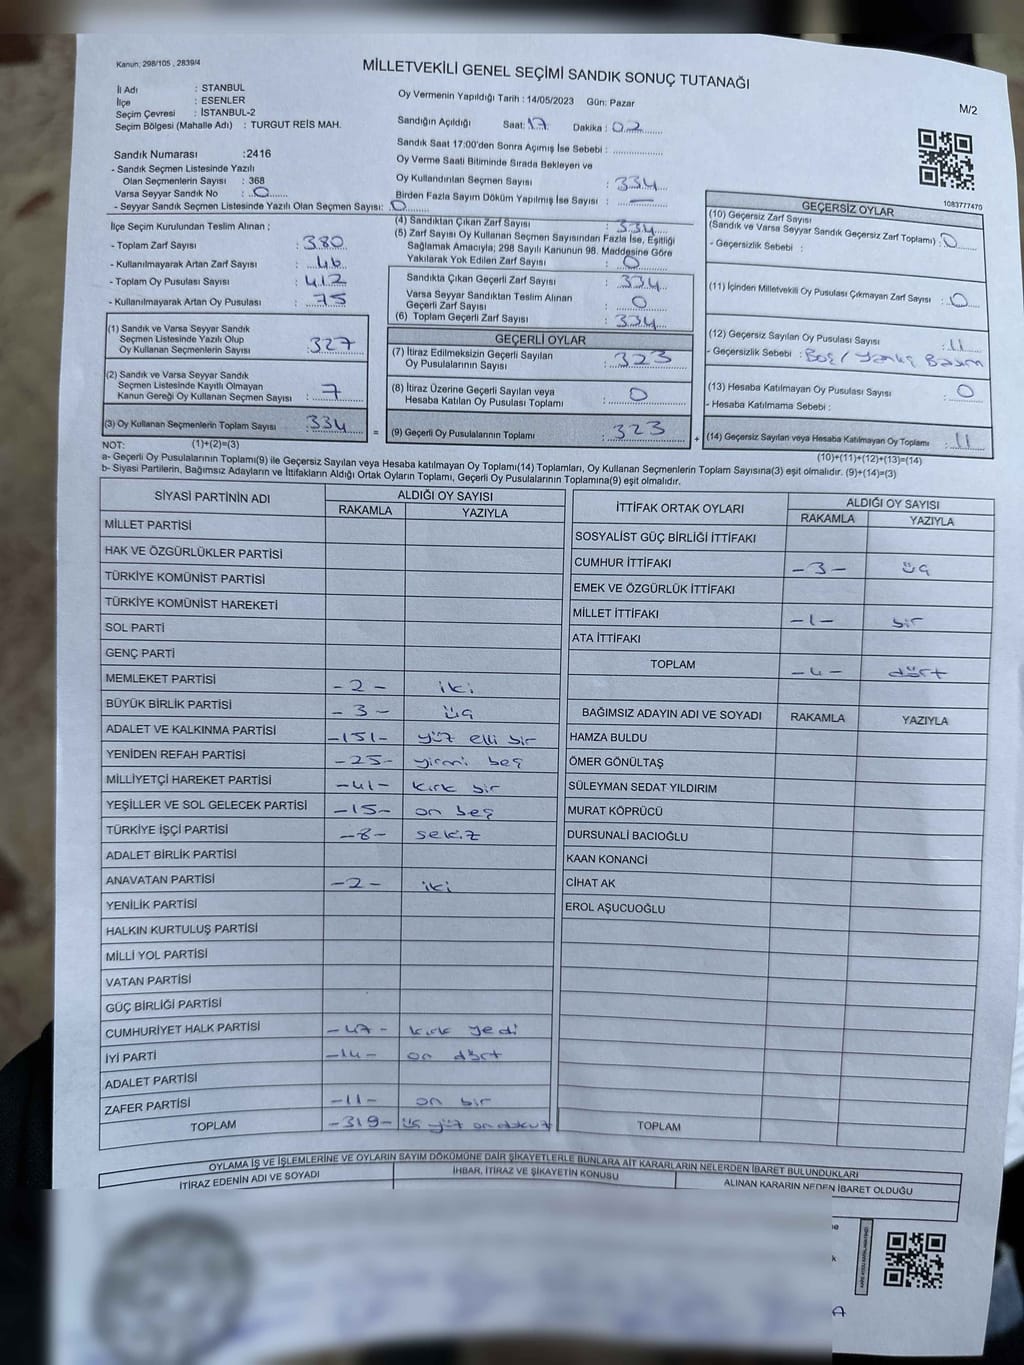 Kanun, 298/105 , 2839/4
MİLLETVEKİLİ GENEL SEÇİMİ SANDIK SONUÇ TUTANAĞI
M/2
İl Adı : STANBUL
İlçe : ESENLER
Seçim Çevresi : İSTANBUL-2
Seçim Bölgesi (Mahalle Adı) : TURGUT REİS MAH.
Oy Vermenin Yapıldığı Tarih : 14/05/2023 Gün: Pazar
Sandığın Açıldığı Saat: 17 Dakika : 02
Sandık Saat 17:00'den Sonra Açımış İse Sebebi :
Oy Verme Saati Bitiminde Sırada Bekleyen ve
Oy Kullandırılan Seçmen Sayısı : 334
Birden Fazla Sayım Döküm Yapılmış İse Sayısı : —
Sandık Numarası :2416
- Sandık Seçmen Listesinde Yazılı
Olan Seçmenlerin Sayısı : 368
Varsa Seyyar Sandık No : 0
- Seyyar Sandık Seçmen Listesinde Yazılı Olan Seçmen Sayısı: 0
İlçe Seçim Kurulundan Teslim Alınan ;
- Toplam Zarf Sayısı : 380
- Kullanılmayarak Artan Zarf Sayısı : 46
- Toplam Oy Pusulası Sayısı : 412
- Kullanılmayarak Artan Oy Pusulası : 75
(1) Sandık ve Varsa Seyyar Sandık
Seçmen Listesinde Yazılı Olup
Oy Kullanan Seçmenlerin Sayısı : 327
(2) Sandık ve Varsa Seyyar Sandık
Seçmen Listesinde Kayıtlı Olmayan
Kanun Gereği Oy Kullanan Seçmen Sayısı : 7
(3) Oy Kullanan Seçmenlerin Toplam Sayısı : 334
(4) Sandıktan Çıkan Zarf Sayısı : 334
(5) Zarf Sayısı Oy Kullanan Seçmen Sayısından Fazla İse, Eşitliği
Sağlamak Amacıyla; 298 Sayılı Kanunun 98. Maddesine Göre
Yakılarak Yok Edilen Zarf Sayısı : 0
Sandıkta Çıkan Geçerli Zarf Sayısı : 334
Varsa Seyyar Sandıktan Teslim Alınan
Geçerli Zarf Sayısı : 0
(6) Toplam Geçerli Zarf Sayısı : 334
GEÇERLİ OYLAR
(7) İtiraz Edilmeksizin Geçerli Sayılan
Oy Pusulalarının Sayısı : 323
(8) İtiraz Üzerine Geçerli Sayılan veya
Hesaba Katılan Oy Pusulası Toplamı : 0
= (9) Geçerli Oy Pusulalarının Toplamı : 323
1083777470
GEÇERSİZ OYLAR
(10) Geçersiz Zarf Sayısı
(Sandık ve Varsa Seyyar Sandık Geçersiz Zarf Toplamı) : 0
- Geçersizlik Sebebi :
(11) İçinden Milletvekili Oy Pusulası Çıkmayan Zarf Sayısı : 0
(12) Geçersiz Sayılan Oy Pusulası Sayısı : 11
- Geçersizlik Sebebi : Boş / Yanlış Basım
(13) Hesaba Katılmayan Oy Pusulası Sayısı : 0
- Hesaba Katılmama Sebebi :
+ (14) Geçersiz Sayılan veya Hesaba Katılmayan Oy Toplamı : 11
NOT: (1)+(2)=(3) (10)+(11)+(12)+(13)=(14)
a- Geçerli Oy Pusulalarının Toplamı(9) ile Geçersiz Sayılan veya Hesaba katılmayan Oy Toplamı(14) Toplamları, Oy Kullanan Seçmenlerin Toplam Sayısına(3) eşit olmalıdır. (9)+(14)=(3)
b- Siyasi Partilerin, Bağımsız Adayların ve İttifakların Aldığı Ortak Oyların Toplamı, Geçerli Oy Pusulalarının Toplamına(9) eşit olmalıdır.
SİYASİ PARTİNİN ADI ALDIĞI OY SAYISI
RAKAMLA YAZIYLA
MİLLET PARTİSİ
HAK VE ÖZGÜRLÜKLER PARTİSİ
TÜRKİYE KOMÜNİST PARTİSİ
TÜRKİYE KOMÜNİST HAREKETİ
SOL PARTİ
GENÇ PARTİ
MEMLEKET PARTİSİ -2- iki
BÜYÜK BİRLİK PARTİSİ -3- üç
ADALET VE KALKINMA PARTİSİ -151- yüz elli bir
YENİDEN REFAH PARTİSİ -25- yirmi beş
MİLLİYETÇİ HAREKET PARTİSİ -41- kırk bir
YEŞİLLER VE SOL GELECEK PARTİSİ -15- on beş
TÜRKİYE İŞÇİ PARTİSİ -8- sekiz
ADALET BİRLİK PARTİSİ
ANAVATAN PARTİSİ -2- iki
YENİLİK PARTİSİ
HALKIN KURTULUŞ PARTİSİ
MİLLİ YOL PARTİSİ
VATAN PARTİSİ
GÜÇ BİRLİĞİ PARTİSİ
CUMHURİYET HALK PARTİSİ -47- kırk yedi
İYİ PARTİ -14- on dört
ADALET PARTİSİ
ZAFER PARTİSİ -11- on bir
TOPLAM -319- üç yüz on dokuz
İTTİFAK ORTAK OYLARI ALDIĞI OY SAYISI
RAKAMLA YAZIYLA
SOSYALİST GÜÇ BİRLİĞİ İTTİFAKI
CUMHUR İTTİFAKI -3- üç
EMEK VE ÖZGÜRLÜK İTTİFAKI
MİLLET İTTİFAKI -1- bir
ATA İTTİFAKI
TOPLAM -4- dört
BAĞIMSIZ ADAYIN ADI VE SOYADI RAKAMLA YAZIYLA
HAMZA BULDU
ÖMER GÖNÜLTAŞ
SÜLEYMAN SEDAT YILDIRIM
MURAT KÖPRÜCÜ
DURSUNALİ BACIOĞLU
KAAN KONANCİ
CİHAT AK
EROL AŞUCUOĞLU
TOPLAM
OYLAMA İŞ VE İŞLEMLERİNE VE OYLARIN SAYIM DÖKÜMÜNE DAİR ŞİKAYETLERLE BUNLARA AİT KARARLARIN NELERDEN İBARET BULUNDUKLARI
İTİRAZ EDENİN ADI VE SOYADI İHBAR, İTİRAZ VE ŞİKAYETİN KONUSU ALINAN KARARIN NEDEN İBARET OLDUĞU